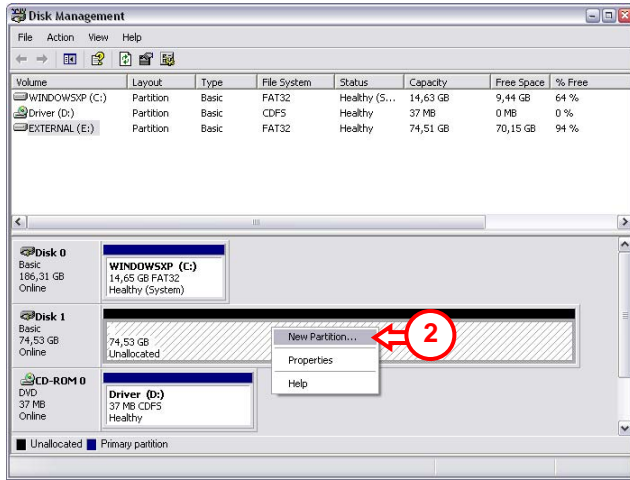 Disk Management
File Action View Help
Volume Layout Type File System Status Capacity Free Space % Free
WINDOWSXP (C:) Partition Basic FAT32 Healthy (S... 14,63 GB 9,44 GB 64 %
Driver (D:) Partition Basic CDFS Healthy 37 MB 0 MB 0 %
EXTERNAL (E:) Partition Basic FAT32 Healthy 74,51 GB 70,15 GB 94 %
Disk 0
Basic
186,31 GB
Online
WINDOWSXP (C:)
14,65 GB FAT32
Healthy (System)
Disk 1
Basic
74,53 GB
Online
74,53 GB
Unallocated
New Partition...
Properties
Help
2
CD-ROM 0
DVD
37 MB
Online
Driver (D:)
37 MB CDFS
Healthy
Unallocated Primary partition